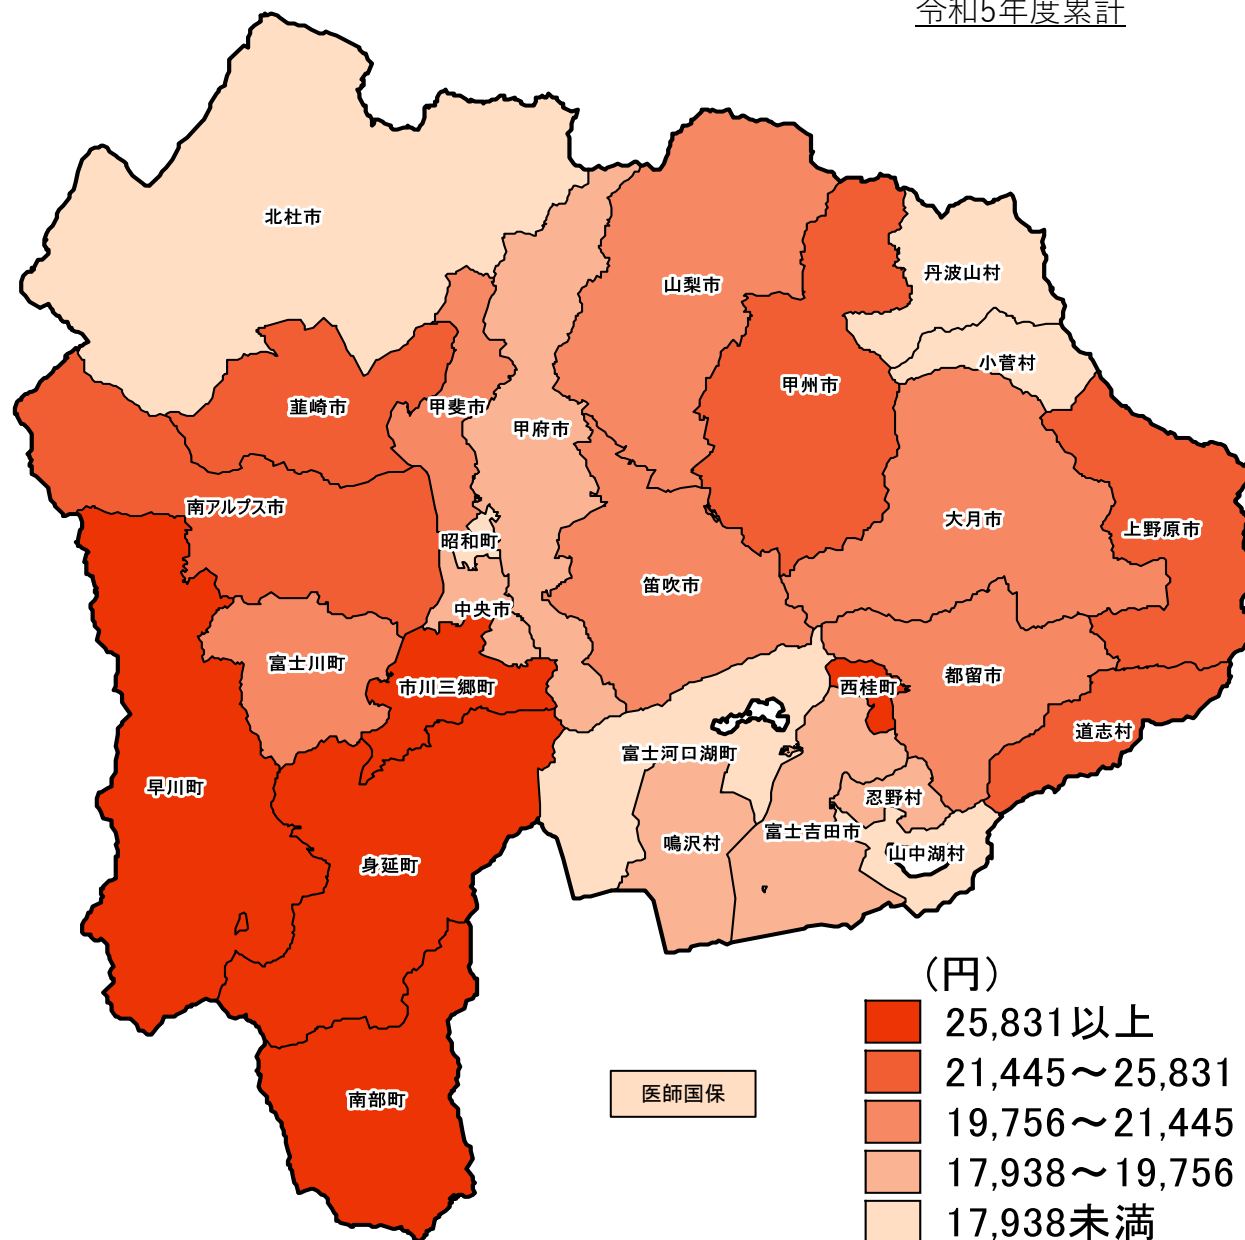 令和5年度累計
北杜市
丹波山村
山梨市
小菅村
甲州市
韮崎市
甲斐市
甲府市
南アルプス市
大月市
上野原市
昭和町
笛吹市
中央市
富士川町
都留市
市川三郷町
西桂町
道志村
富士河口湖町
早川町
忍野村
富士吉田市
鳴沢村
山中湖村
身延町
南部町
医師国保
(円)
25,831以上
21,445～25,831
19,756～21,445
17,938～19,756
17,938未満